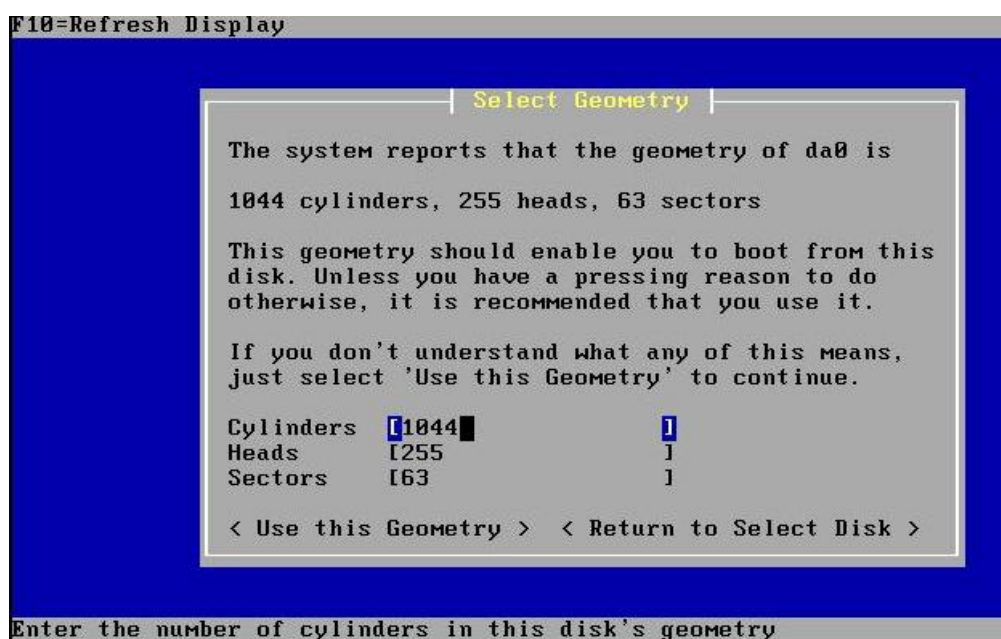 F10=Refresh Display
Select Geometry
The system reports that the geometry of da0 is
1044 cylinders, 255 heads, 63 sectors
This geometry should enable you to boot from this
disk. Unless you have a pressing reason to do
otherwise, it is recommended that you use it.
If you don't understand what any of this means,
just select 'Use this Geometry' to continue.
Cylinders [1044 ]
Heads [255 ]
Sectors [63 ]
< Use this Geometry > < Return to Select Disk >
Enter the number of cylinders in this disk's geometry